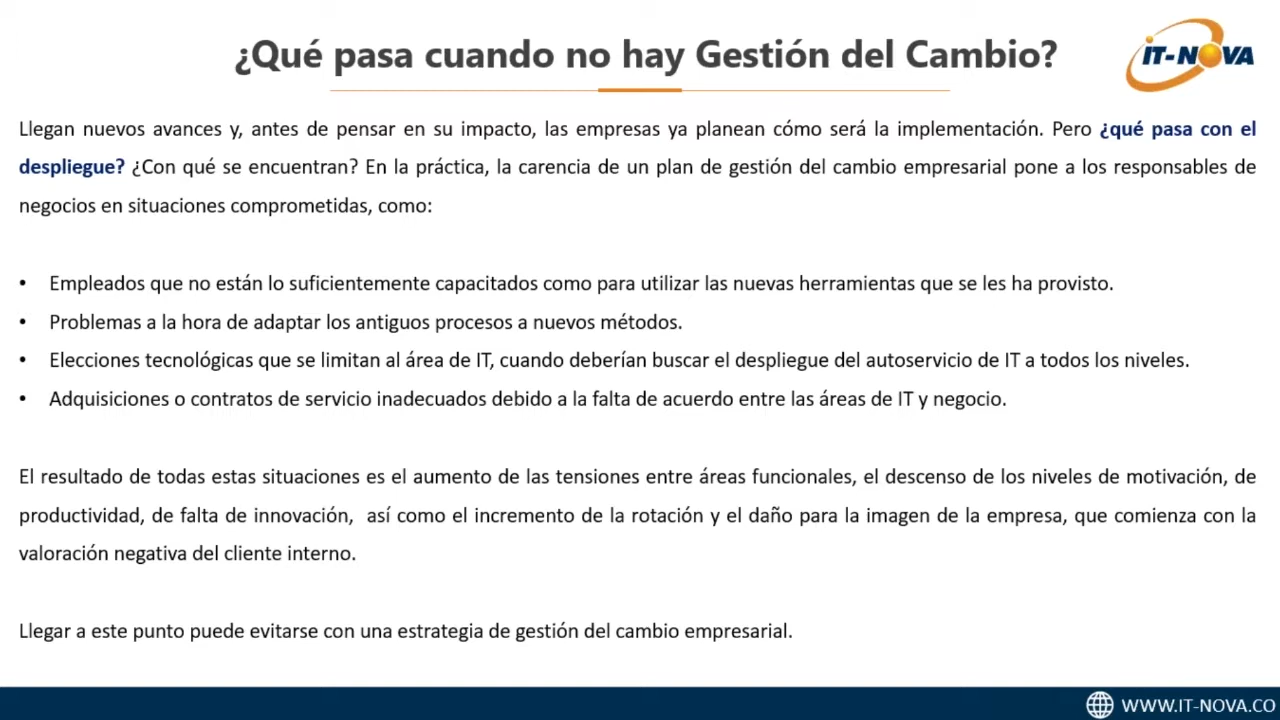 ¿Qué pasa cuando no hay Gestión del Cambio?
IT-NOVA
Llegan nuevos avances y, antes de pensar en su impacto, las empresas ya planean cómo será la implementación. Pero ¿qué pasa con el
despliegue? ¿Con qué se encuentran? En la práctica, la carencia de un plan de gestión del cambio empresarial pone a los responsables de
negocios en situaciones comprometidas, como:
• Empleados que no están lo suficientemente capacitados como para utilizar las nuevas herramientas que se les ha provisto.
• Problemas a la hora de adaptar los antiguos procesos a nuevos métodos.
• Elecciones tecnológicas que se limitan al área de IT, cuando deberían buscar el despliegue del autoservicio de IT a todos los niveles.
• Adquisiciones o contratos de servicio inadecuados debido a la falta de acuerdo entre las áreas de IT y negocio.
El resultado de todas estas situaciones es el aumento de las tensiones entre áreas funcionales, el descenso de los niveles de motivación, de
productividad, de falta de innovación, así como el incremento de la rotación y el daño para la imagen de la empresa, que comienza con la
valoración negativa del cliente interno.
Llegar a este punto puede evitarse con una estrategia de gestión del cambio empresarial.
WWW.IT-NOVA.CO